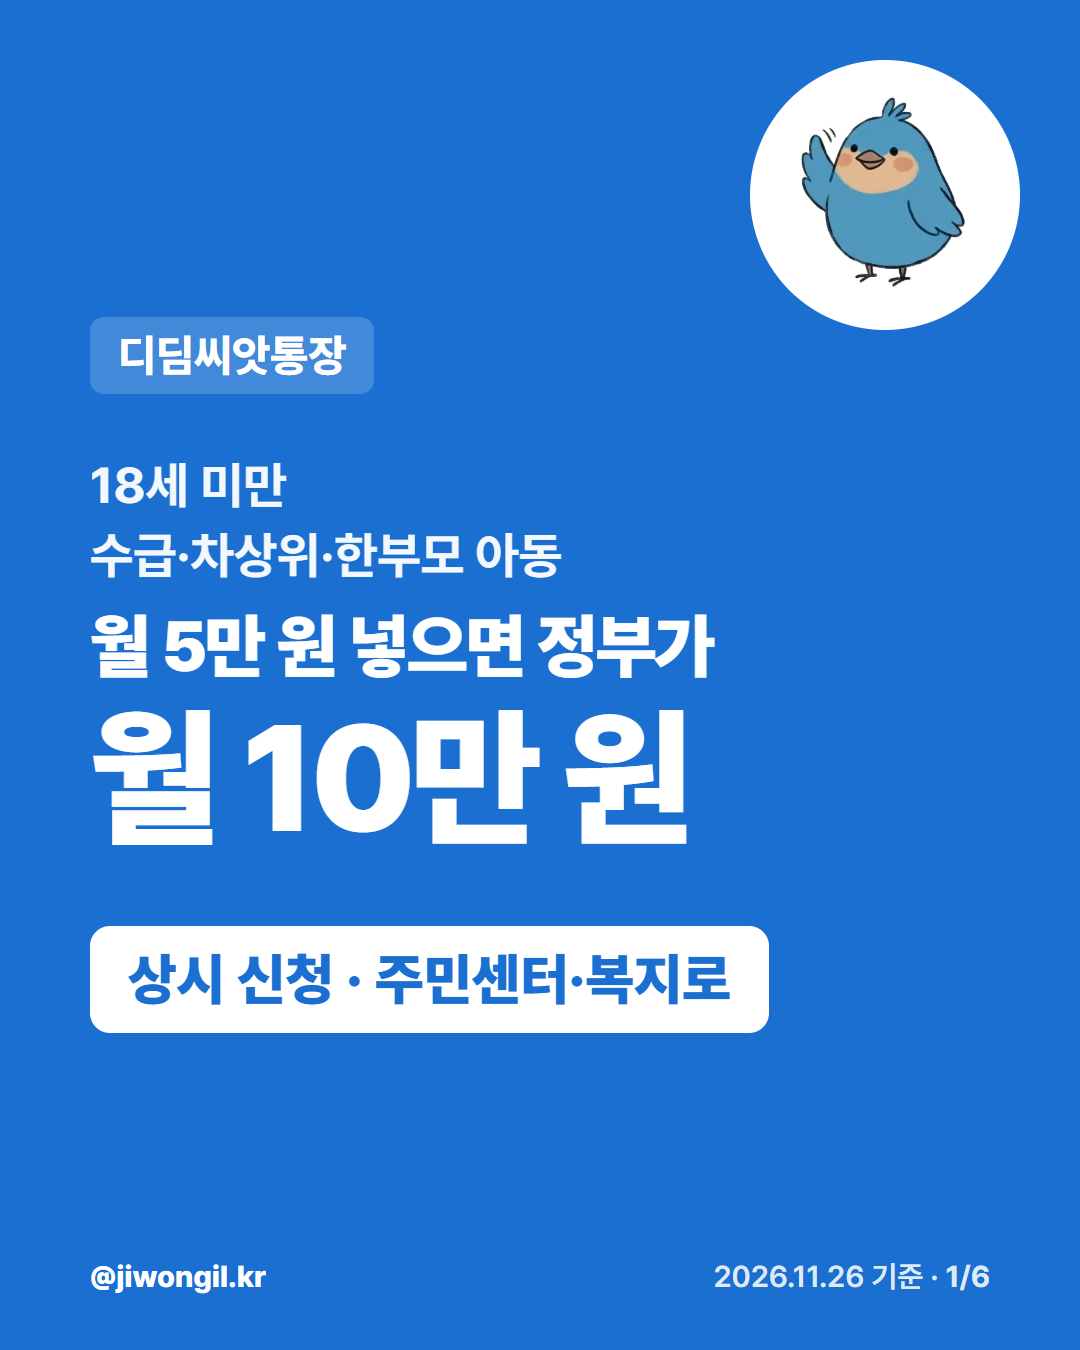 디딤씨앗통장
18세 미만
수급·차상위·한부모 아동
월 5만 원 넣으면 정부가
월 10만 원
상시 신청 · 주민센터·복지로
@jiwongil.kr
2026.11.26 기준 · 1/6